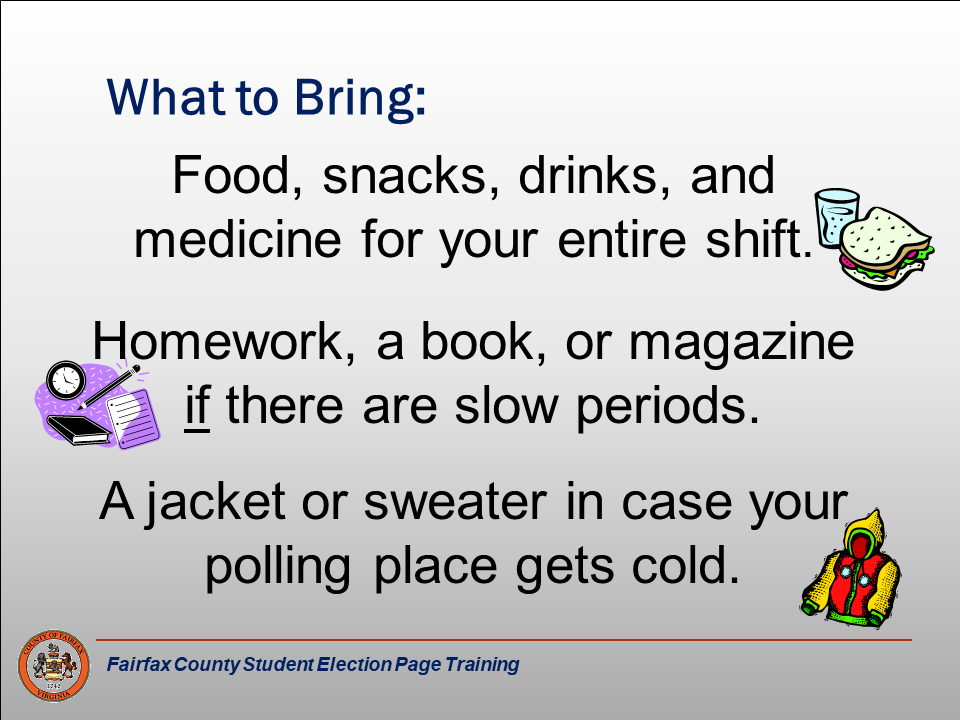 What to Bring:
Food, snacks, drinks, and
medicine for your entire shift.
Homework, a book, or magazine
if there are slow periods.
A jacket or sweater in case your
polling place gets cold.
COUNTY OF FAIRFAX
1742
VIRGINIA
Fairfax County Student Election Page Training